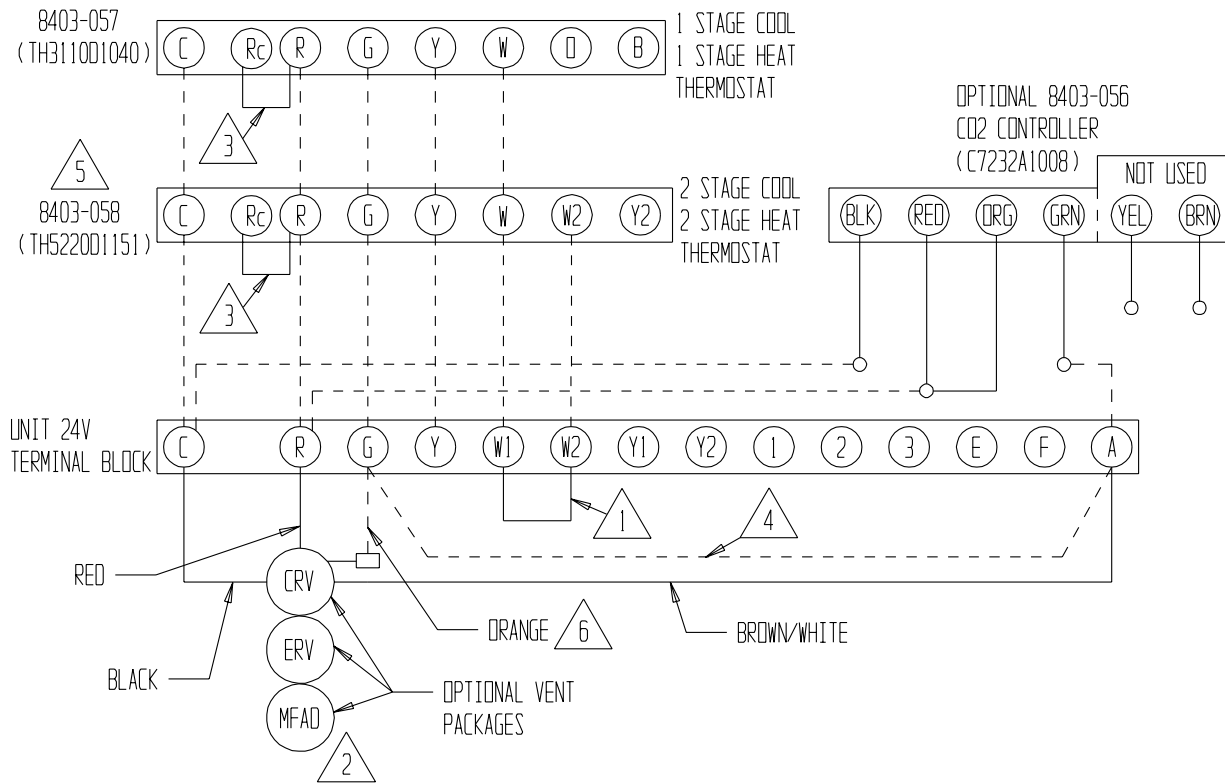 8403-057
(TH3110D1040)
C Rc R G Y W O B
1 STAGE COOL
1 STAGE HEAT
THERMOSTAT
3
5
8403-058
(TH5220D1151)
C Rc R G Y W W2 Y2
2 STAGE COOL
2 STAGE HEAT
THERMOSTAT
3
OPTIONAL 8403-056
CO2 CONTROLLER
(C7232A1008)
NOT USED
BLK RED ORG GRN YEL BRN
UNIT 24V
TERMINAL BLOCK
C R G Y W1 W2 Y1 Y2 1 2 3 E F A
1
4
RED
CRV
ORANGE
6
BROWN/WHITE
BLACK
ERV
MFAD
OPTIONAL VENT
PACKAGES
2